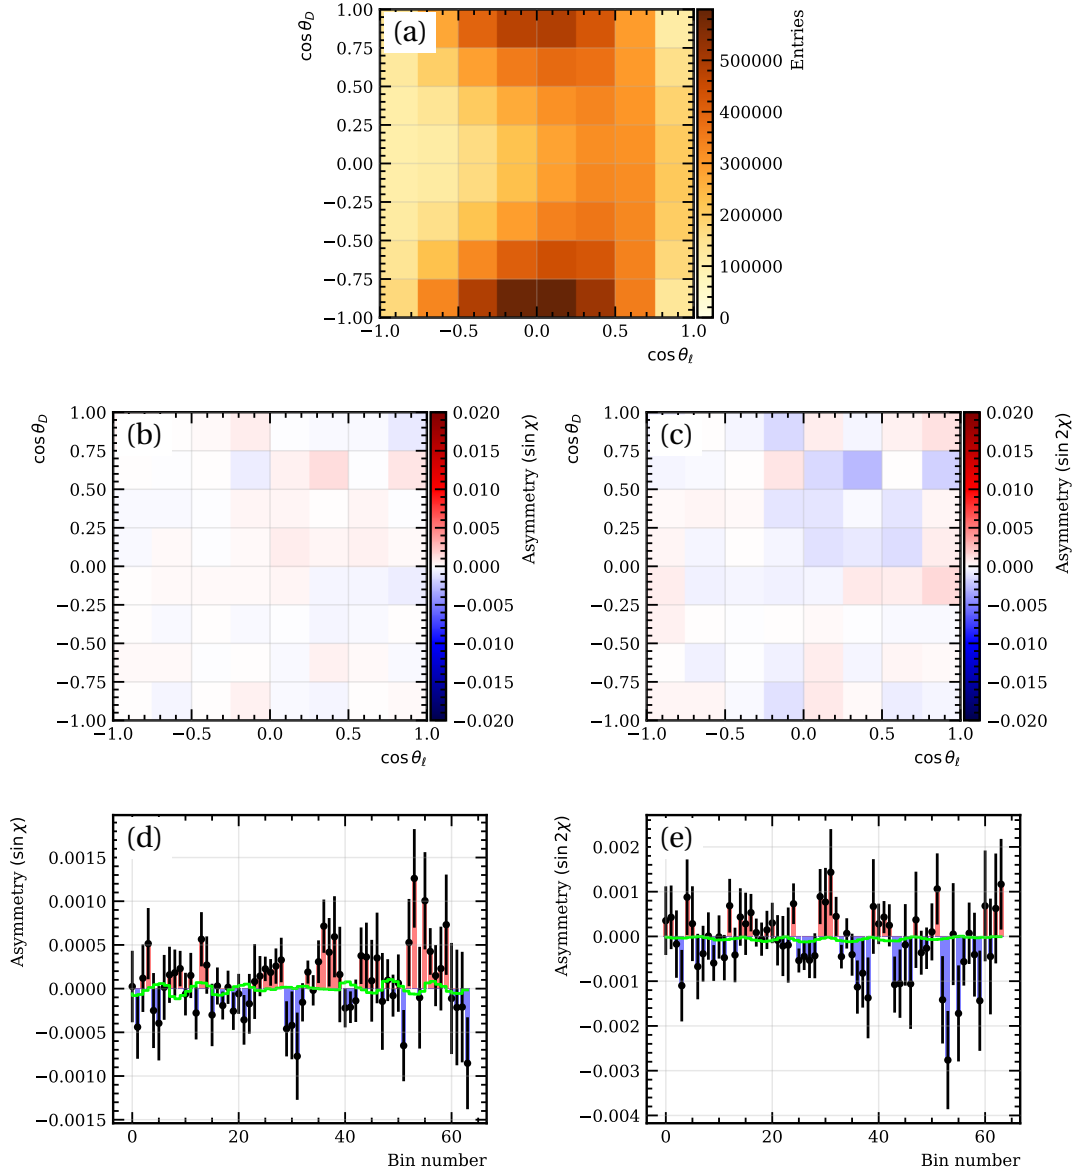 (a)
cos θ_D
1.00
0.75
0.50
0.25
0.00
−0.25
−0.50
−0.75
−1.00
−1.0 −0.5 0.0 0.5 1.0
cos θ_ℓ
Entries
500000
400000
300000
200000
100000
0
(b)
cos θ_D
1.00
0.75
0.50
0.25
0.00
−0.25
−0.50
−0.75
−1.00
−1.0 −0.5 0.0 0.5 1.0
cos θ_ℓ
Asymmetry (sin χ)
0.020
0.015
0.010
0.005
0.000
−0.005
−0.010
−0.015
−0.020
(c)
cos θ_D
1.00
0.75
0.50
0.25
0.00
−0.25
−0.50
−0.75
−1.00
−1.0 −0.5 0.0 0.5 1.0
cos θ_ℓ
Asymmetry (sin 2χ)
0.020
0.015
0.010
0.005
0.000
−0.005
−0.010
−0.015
−0.020
(d)
Asymmetry (sin χ)
0.0015
0.0010
0.0005
0.0000
−0.0005
−0.0010
−0.0015
0 20 40 60
Bin number
(e)
Asymmetry (sin 2χ)
0.002
0.001
0.000
−0.001
−0.002
−0.003
−0.004
0 20 40 60
Bin number